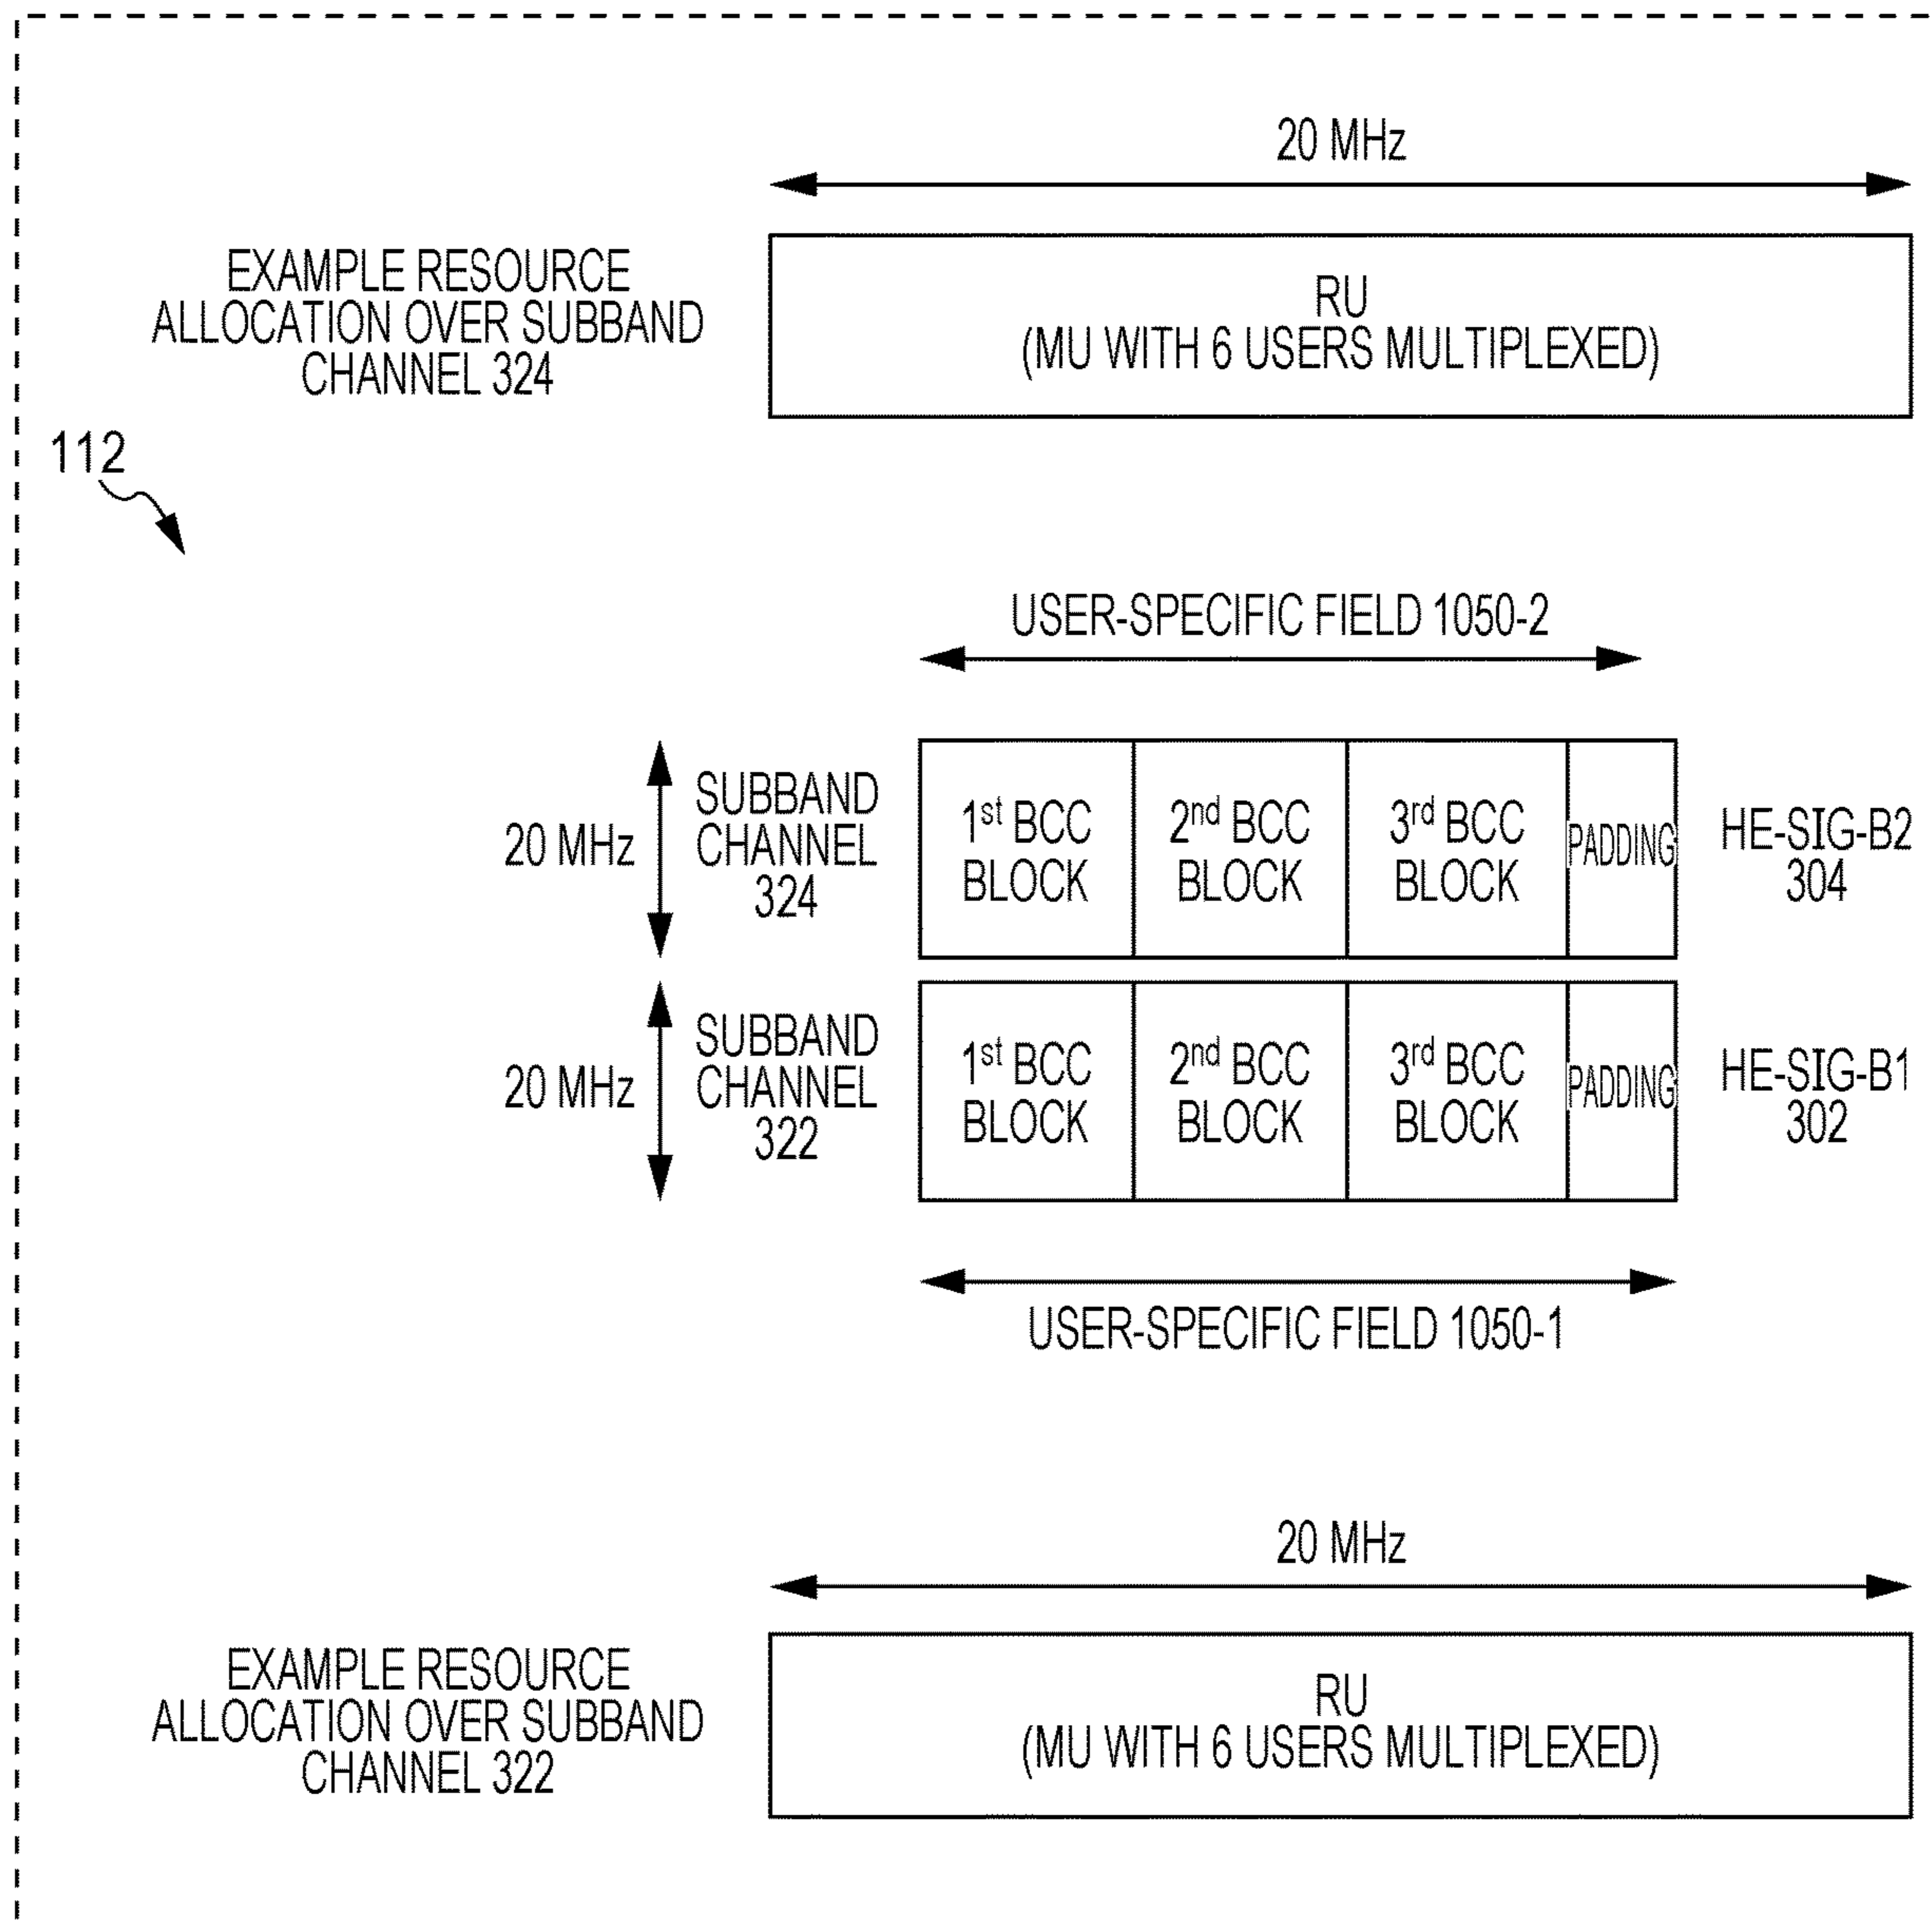 20 MHz
EXAMPLE RESOURCE
ALLOCATION OVER SUBBAND
CHANNEL 324
RU
(MU WITH 6 USERS MULTIPLEXED)
112
USER-SPECIFIC FIELD 1050-2
20 MHz
SUBBAND
CHANNEL
324
1st BCC
BLOCK
2nd BCC
BLOCK
3rd BCC
BLOCK
PADDING
HE-SIG-B2
304
20 MHz
SUBBAND
CHANNEL
322
1st BCC
BLOCK
2nd BCC
BLOCK
3rd BCC
BLOCK
PADDING
HE-SIG-B1
302
USER-SPECIFIC FIELD 1050-1
20 MHz
EXAMPLE RESOURCE
ALLOCATION OVER SUBBAND
CHANNEL 322
RU
(MU WITH 6 USERS MULTIPLEXED)